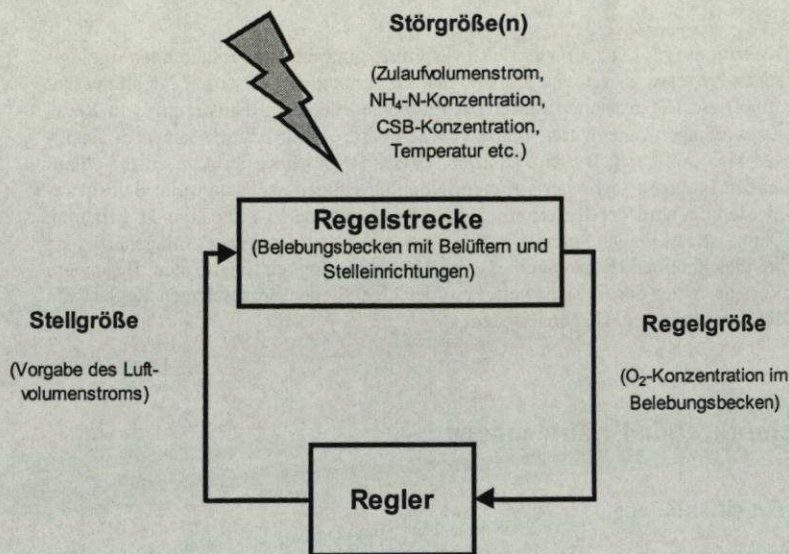 Störgröße(n)
(Zulaufvolumenstrom,
NH₄-N-Konzentration,
CSB-Konzentration,
Temperatur etc.)
Regelstrecke
(Belebungsbecken mit Belüftern und
Stelleinrichtungen)
Stellgröße
(Vorgabe des Luft-
volumenstroms)
Regelgröße
(O₂-Konzentration im
Belebungsbecken)
Regler